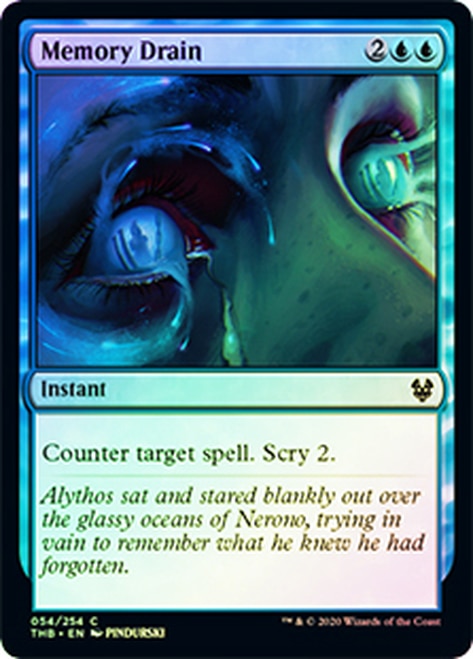 Memory Drain 2
Instant
Counter target spell. Scry 2.
Alythos sat and stared blankly out over
the glassy oceans of Nerono, trying in
vain to remember what he knew he had
forgotten.
054/254 C
THB • EN PINDURSKI
™ & © 2020 Wizards of the Coast